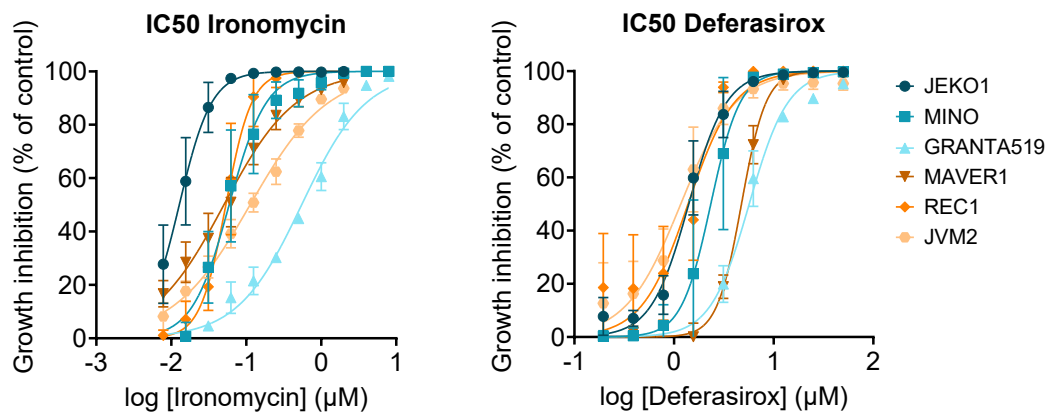 IC50 Ironomycin
Growth inhibition (% of control)
100
80
60
40
20
0
-3
-2
-1
0
1
log [Ironomycin] (µM)
IC50 Deferasirox
Growth inhibition (% of control)
100
80
60
40
20
0
-1
0
1
2
log [Deferasirox] (µM)
JEKO1
MINO
GRANTA519
MAVER1
REC1
JVM2